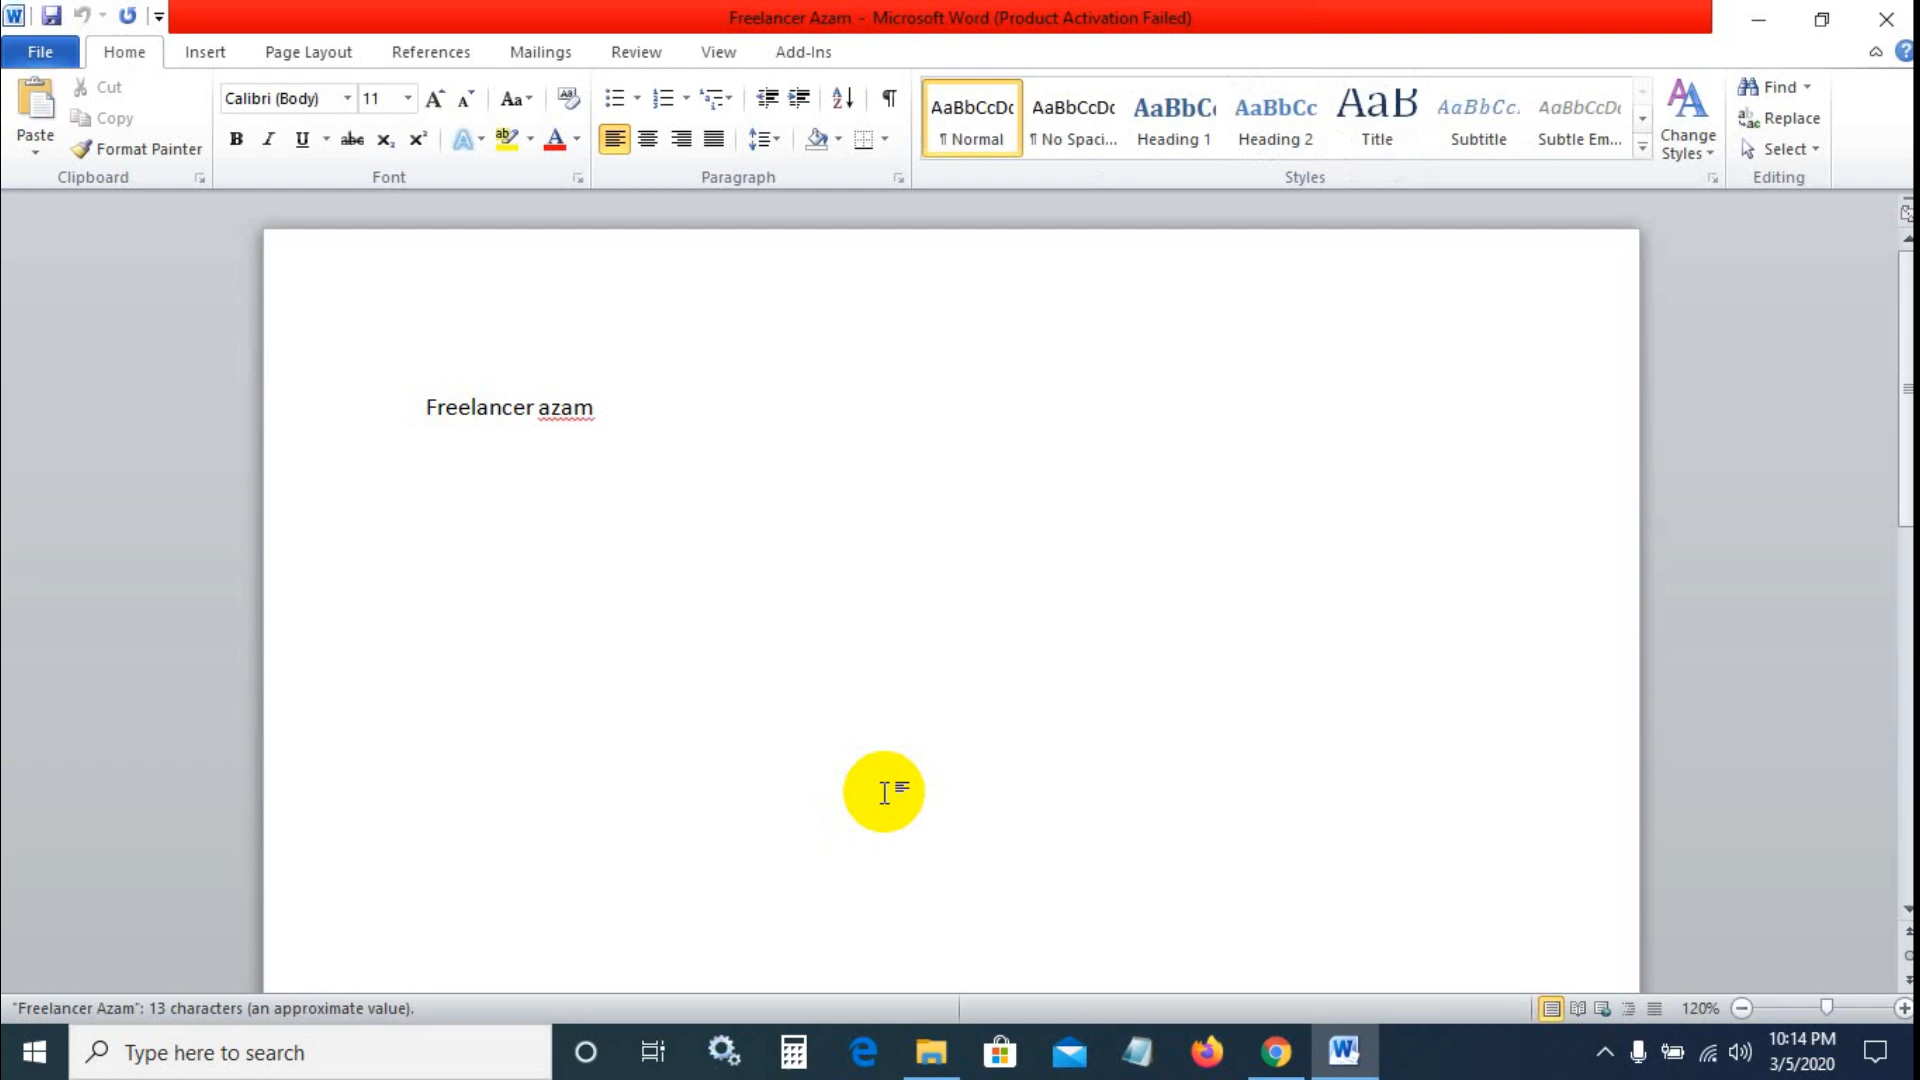 Freelancer Azam - Microsoft Word (Product Activation Failed)
File Home Insert Page Layout References Mailings Review View Add-Ins
Paste
Cut
Copy
Format Painter
Clipboard
Calibri (Body) 11
Font
Paragraph
AaBbCcDc AaBbCcDc AaBbC AaBbCc AaB AaBbCc. AaBbCcDc
¶ Normal ¶ No Spaci... Heading 1 Heading 2 Title Subtitle Subtle Em...
Change
Styles
Styles
Find
Replace
Select
Editing
Freelancer azam
"Freelancer Azam": 13 characters (an approximate value).
120%
Type here to search
10:14 PM
3/5/2020